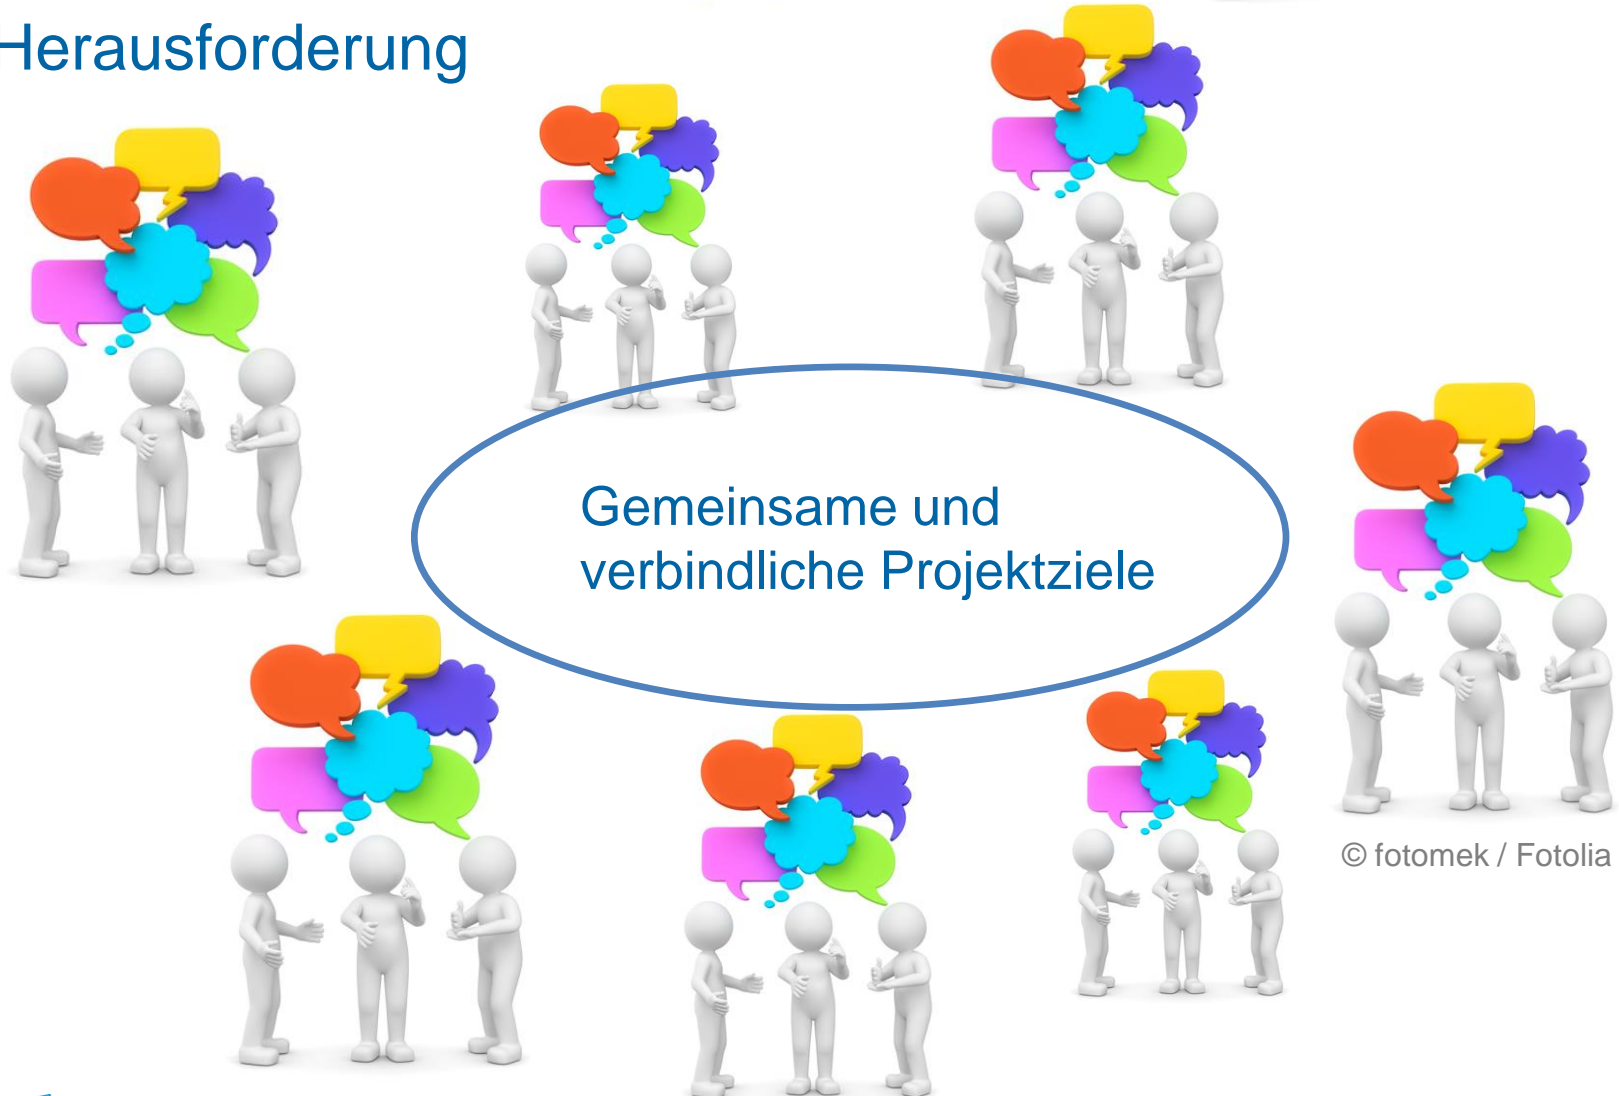 Herausforderung
Gemeinsame und
verbindliche Projektziele
© fotomek / Fotolia